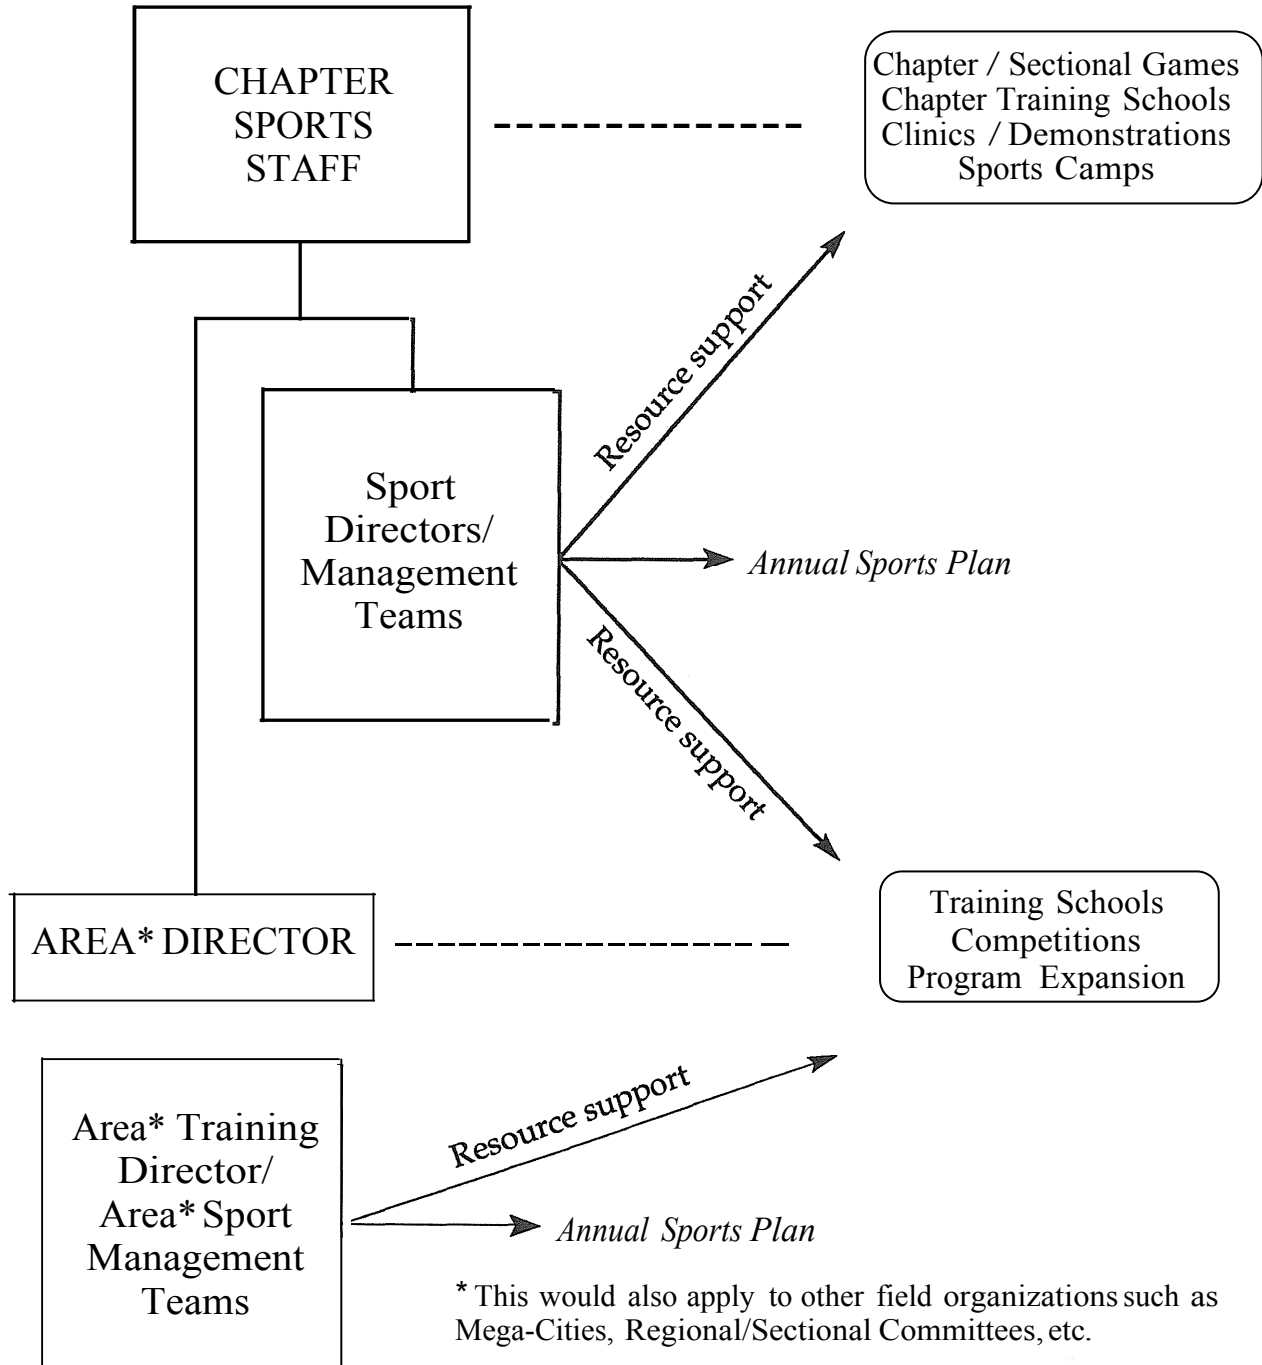 CHAPTER
SPORTS
STAFF
Chapter / Sectional Games
Chapter Training Schools
Clinics / Demonstrations
Sports Camps
Resource support
Sport
Directors/
Management
Teams
Annual Sports Plan
Resource support
AREA* DIRECTOR
Training Schools
Competitions
Program Expansion
Area* Training
Director/
Area* Sport
Management
Teams
Resource support
Annual Sports Plan
* This would also apply to other field organizations such as
Mega-Cities, Regional/Sectional Committees, etc.